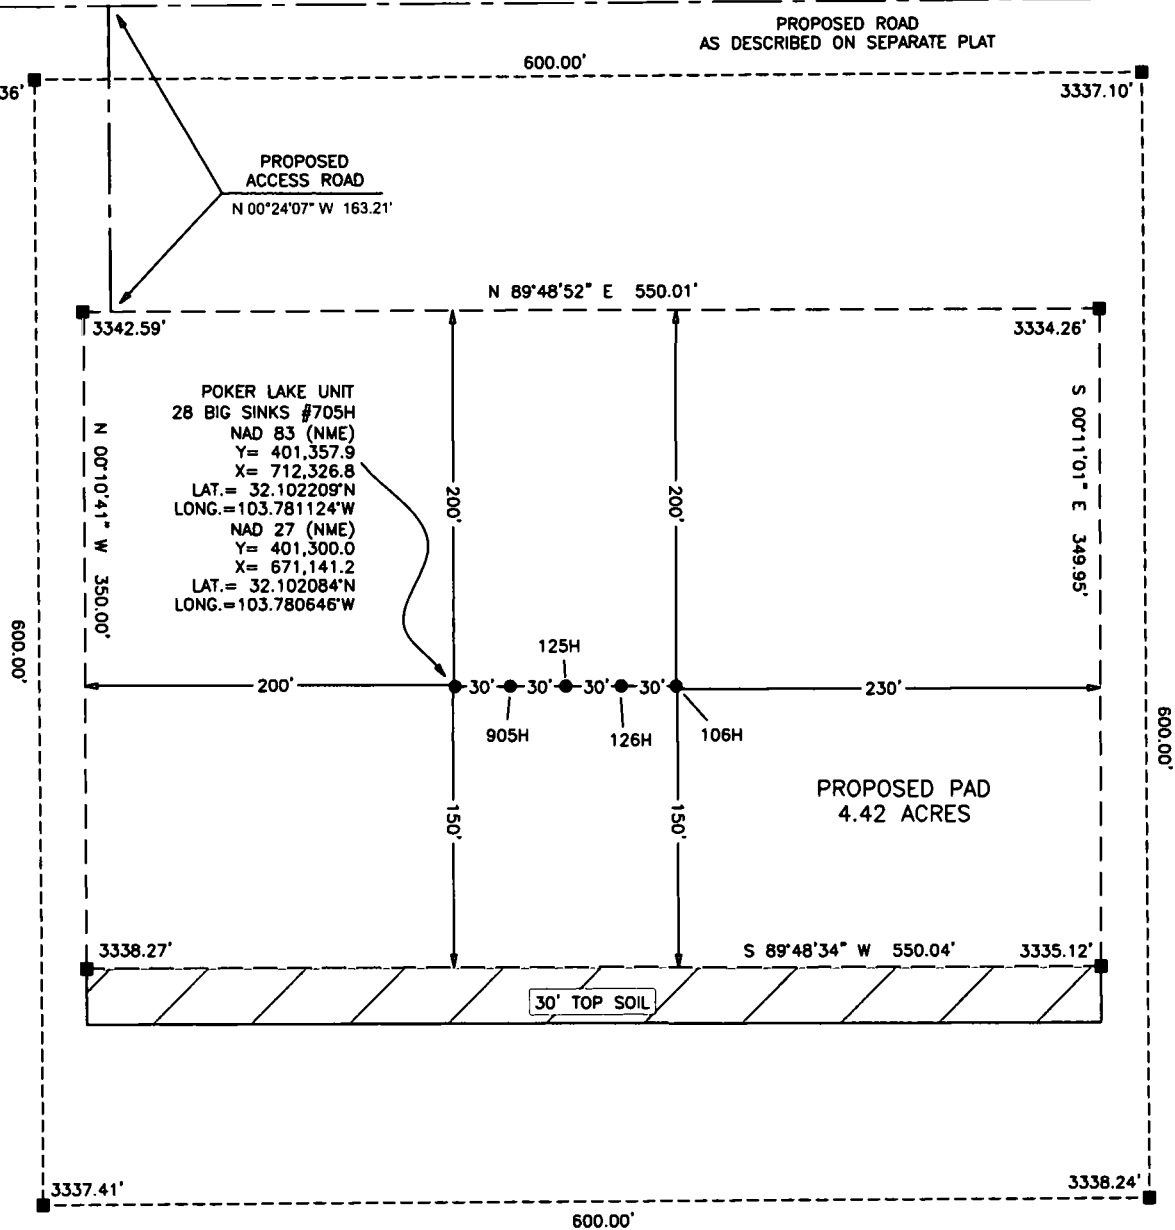 PROPOSED ROAD
AS DESCRIBED ON SEPARATE PLAT
600.00'
36'
3337.10'
PROPOSED
ACCESS ROAD
N 00°24'07" W 163.21'
N 89°48'52" E 550.01'
3342.59'
3334.26'
POKER LAKE UNIT
28 BIG SINKS #705H
NAD 83 (NME)
Y= 401,357.9
X= 712,326.8
LAT.= 32.102209°N
LONG.=103.781124°W
NAD 27 (NME)
Y= 401,300.0
X= 671,141.2
LAT.= 32.102084°N
LONG.=103.780646°W
N 00°10'41" W 350.00'
S 00°11'01" E 349.95'
200'
200'
600.00'
600.00'
125H
200'
30'
30'
30'
30'
230'
905H
126H
106H
PROPOSED PAD
4.42 ACRES
150'
150'
3338.27'
S 89°48'34" W 550.04'
3335.12'
30' TOP SOIL
3337.41'
3338.24'
600.00'